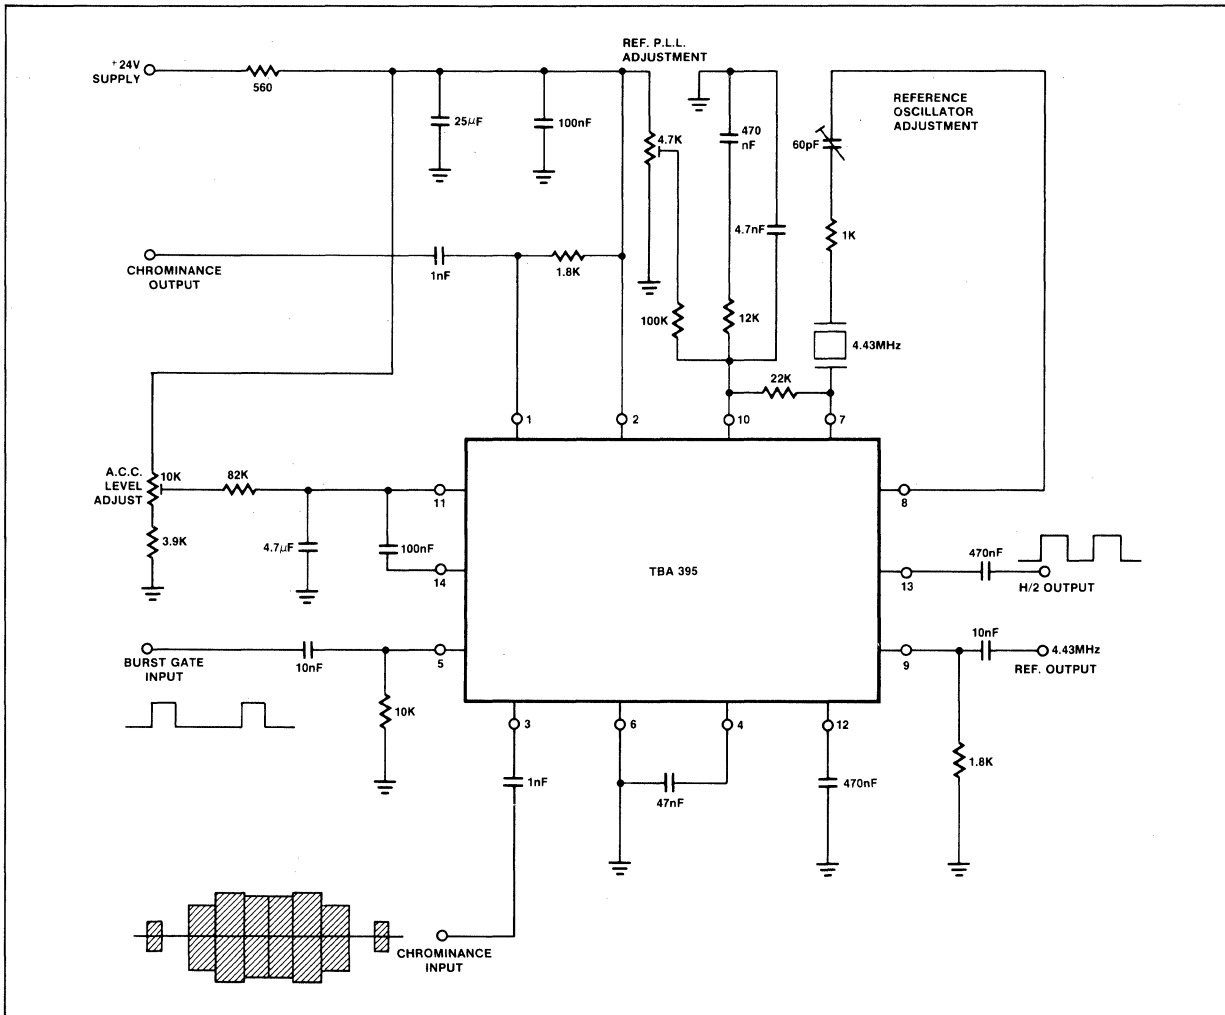 REF. P.L.L.
ADJUSTMENT
+24V
SUPPLY
560
25μF
100nF
4.7K
470
nF
60pF
REFERENCE
OSCILLATOR
ADJUSTMENT
4.7nF
1K
CHROMINANCE
OUTPUT
1nF
1.8K
100K
12K
4.43MHz
22K
1
2
10
7
A.C.C.
LEVEL
ADJUST
10K
82K
11
8
3.9K
4.7μF
100nF
14
TBA 395
470nF
13
H/2 OUTPUT
BURST GATE
INPUT
10nF
5
10K
9
10nF
4.43MHz
REF. OUTPUT
3
6
4
12
1nF
47nF
470nF
1.8K
CHROMINANCE
INPUT